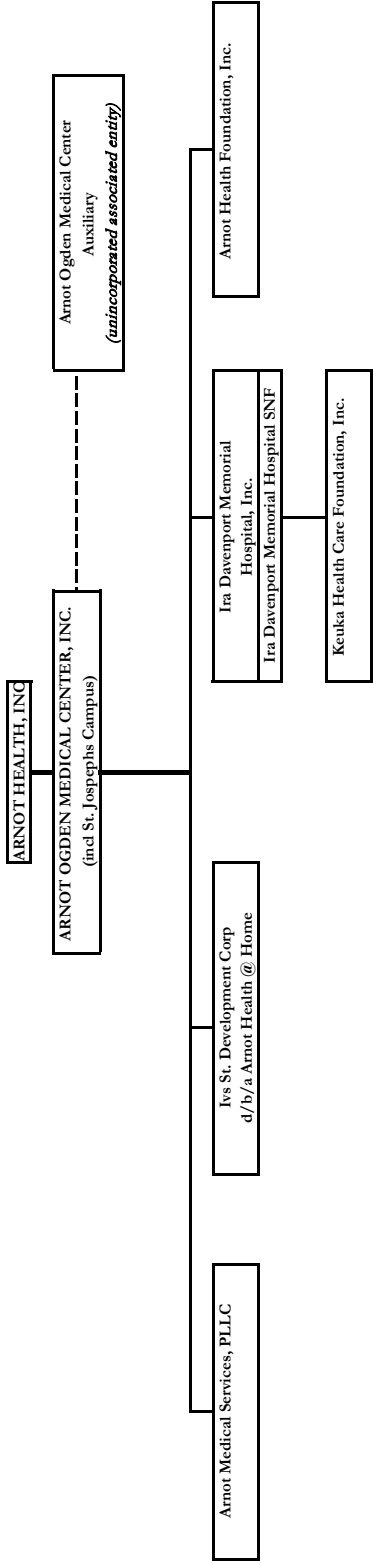 ARNOT HEALTH, INC
ARNOT OGDEN MEDICAL CENTER, INC.
(incl St. Jospephs Campus)
Arnot Ogden Medical Center
Auxiliary
(unincorporated associated entity)
Arnot Medical Services, PLLC
Ivs St. Development Corp
d/b/a Arnot Health @ Home
Ira Davenport Memorial
Hospital, Inc.
Ira Davenport Memorial Hospital SNF
Arnot Health Foundation, Inc.
Keuka Health Care Foundation, Inc.